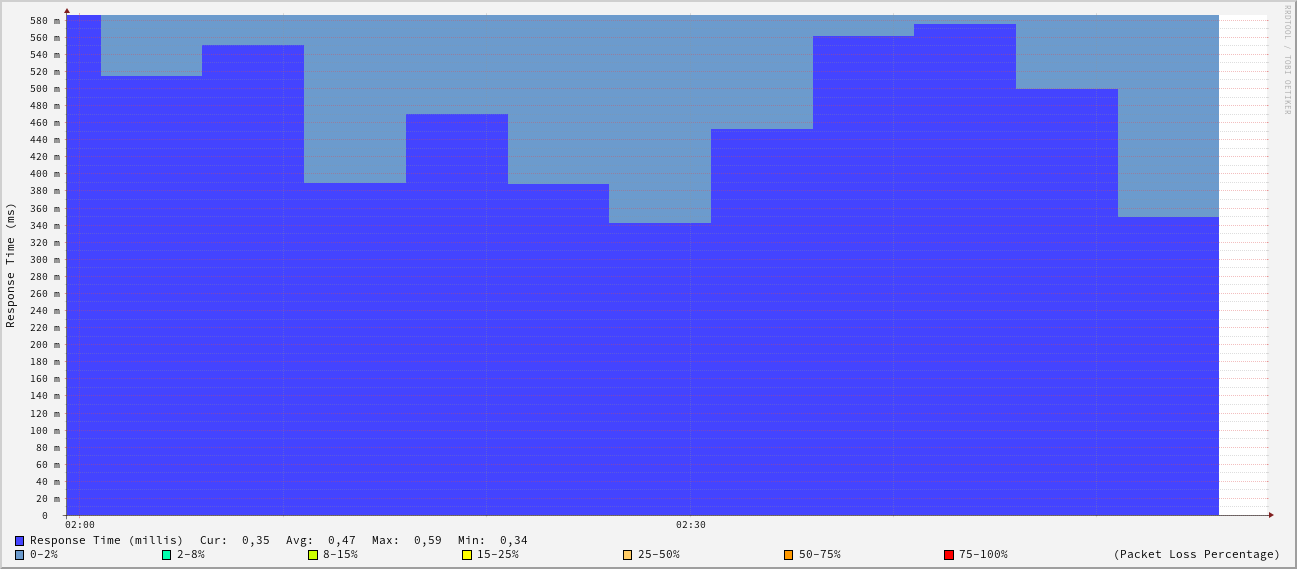 RRDTOOL / TOBI OETIKER
Response Time (ms)
580 m
560 m
540 m
520 m
500 m
480 m
460 m
440 m
420 m
400 m
380 m
360 m
340 m
320 m
300 m
280 m
260 m
240 m
220 m
200 m
180 m
160 m
140 m
120 m
100 m
80 m
60 m
40 m
20 m
0
02:00 02:30
Response Time (millis) Cur: 0,35 Avg: 0,47 Max: 0,59 Min: 0,34
0-2% 2-8% 8-15% 15-25% 25-50% 50-75% 75-100% (Packet Loss Percentage)